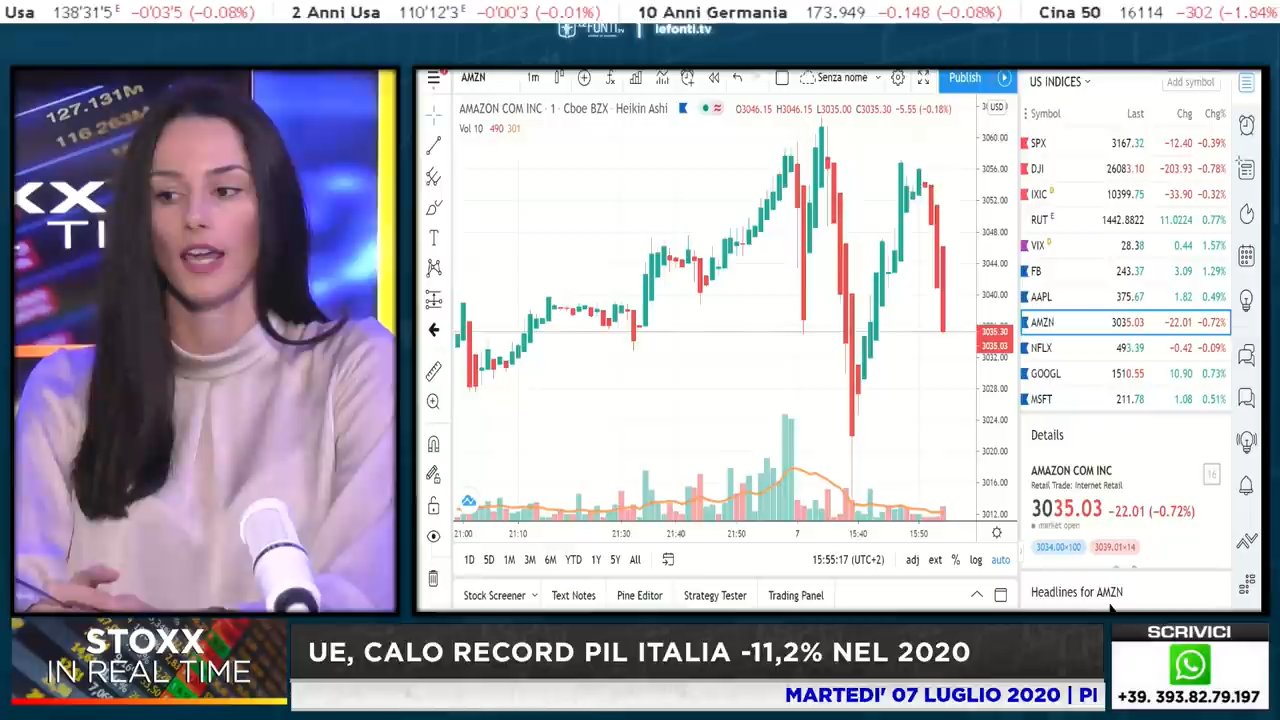 Usa 138'31'5 E -0'03'5 (-0.08%) 2 Anni Usa 110'12'3 E -0'00'3 (-0.01%) 10 Anni Germania 173.949 -0.148 (-0.08%) Cina 50 16114 -302 (-1.84%
LE FONTI TV lefonti.tv
127.131M
116.263M
XX
TI
AMZN 1m Senza nome Publish
AMAZON COM INC 1 Cboe BZX Heikin Ashi O3046.15 H3046.15 L3035.00 C3035.30 -5.55 (-0.18%) USD
Vol 10 490 301
3060.00
3056.00
3052.00
3048.00
3044.00
3040.00
3035.30
3035.03
3032.00
3028.00
3024.00
3020.00
3016.00
3012.00
21:00 21:10 21:30 21:40 21:50 7 15:40 15:50
1D 5D 1M 3M 6M YTD 1Y 5Y All 15:55:17 (UTC+2) adj ext % log auto
Stock Screener Text Notes Pine Editor Strategy Tester Trading Panel
US INDICES Add symbol
Symbol Last Chg Chg%
SPX 3167.32 -12.40 -0.39%
DJI 26083.10 -203.93 -0.78%
IXIC D 10399.75 -33.90 -0.32%
RUT E 1442.8822 11.0224 0.77%
VIX D 28.38 0.44 1.57%
FB 243.37 3.09 1.29%
AAPL 375.67 1.82 0.49%
AMZN 3035.03 -22.01 -0.72%
NFLX 493.39 -0.42 -0.09%
GOOGL 1510.55 10.90 0.73%
MSFT 211.78 1.08 0.51%
Details
AMAZON COM INC 16
Retail Trade: Internet Retail
3035.03 -22.01 (-0.72%)
market open
3034.00×100 3039.01×14
Headlines for AMZN
STOXX
IN REAL TIME
UE, CALO RECORD PIL ITALIA -11,2% NEL 2020
MARTEDI' 07 LUGLIO 2020 | PI
SCRIVICI
+39. 393.82.79.197